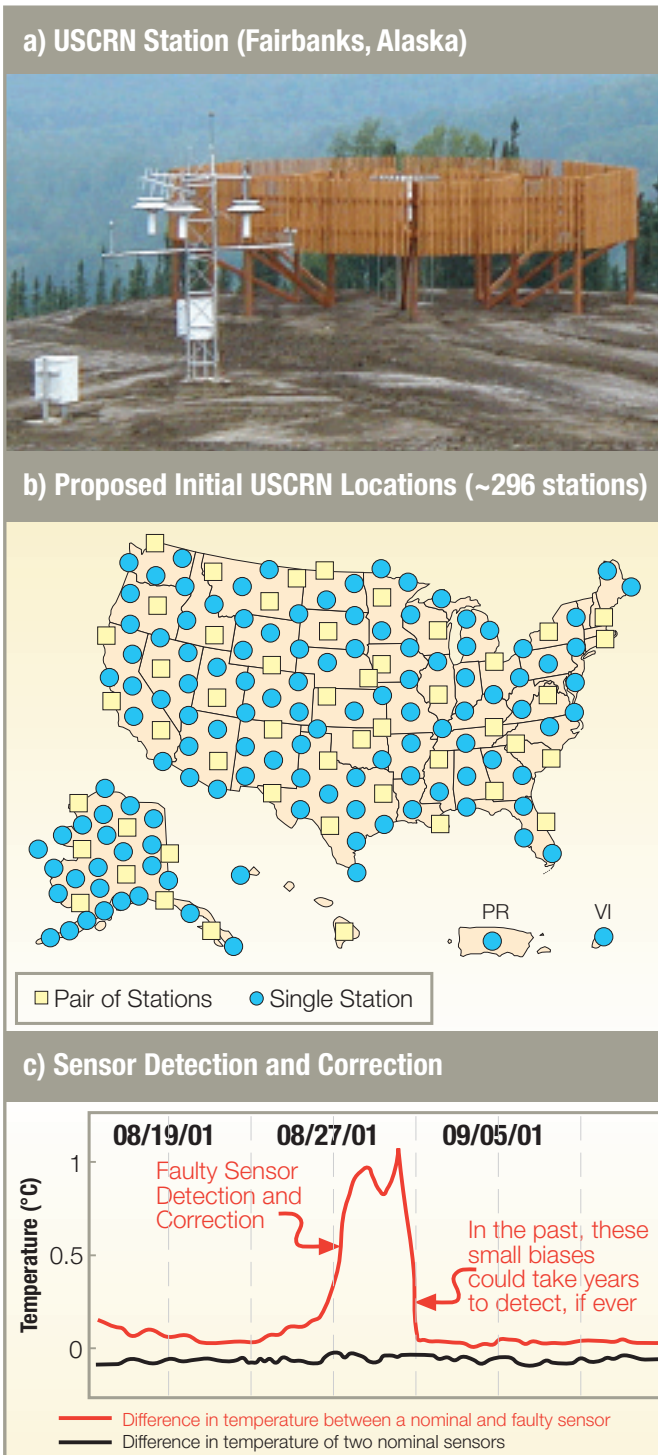 a) USCRN Station (Fairbanks, Alaska)
b) Proposed Initial USCRN Locations (~296 stations)
PR
VI
Pair of Stations
Single Station
c) Sensor Detection and Correction
08/19/01
08/27/01
09/05/01
1
0.5
0
Temperature (°C)
Faulty Sensor
Detection and
Correction
In the past, these
small biases
could take years
to detect, if ever
Difference in temperature between a nominal and faulty sensor
Difference in temperature of two nominal sensors